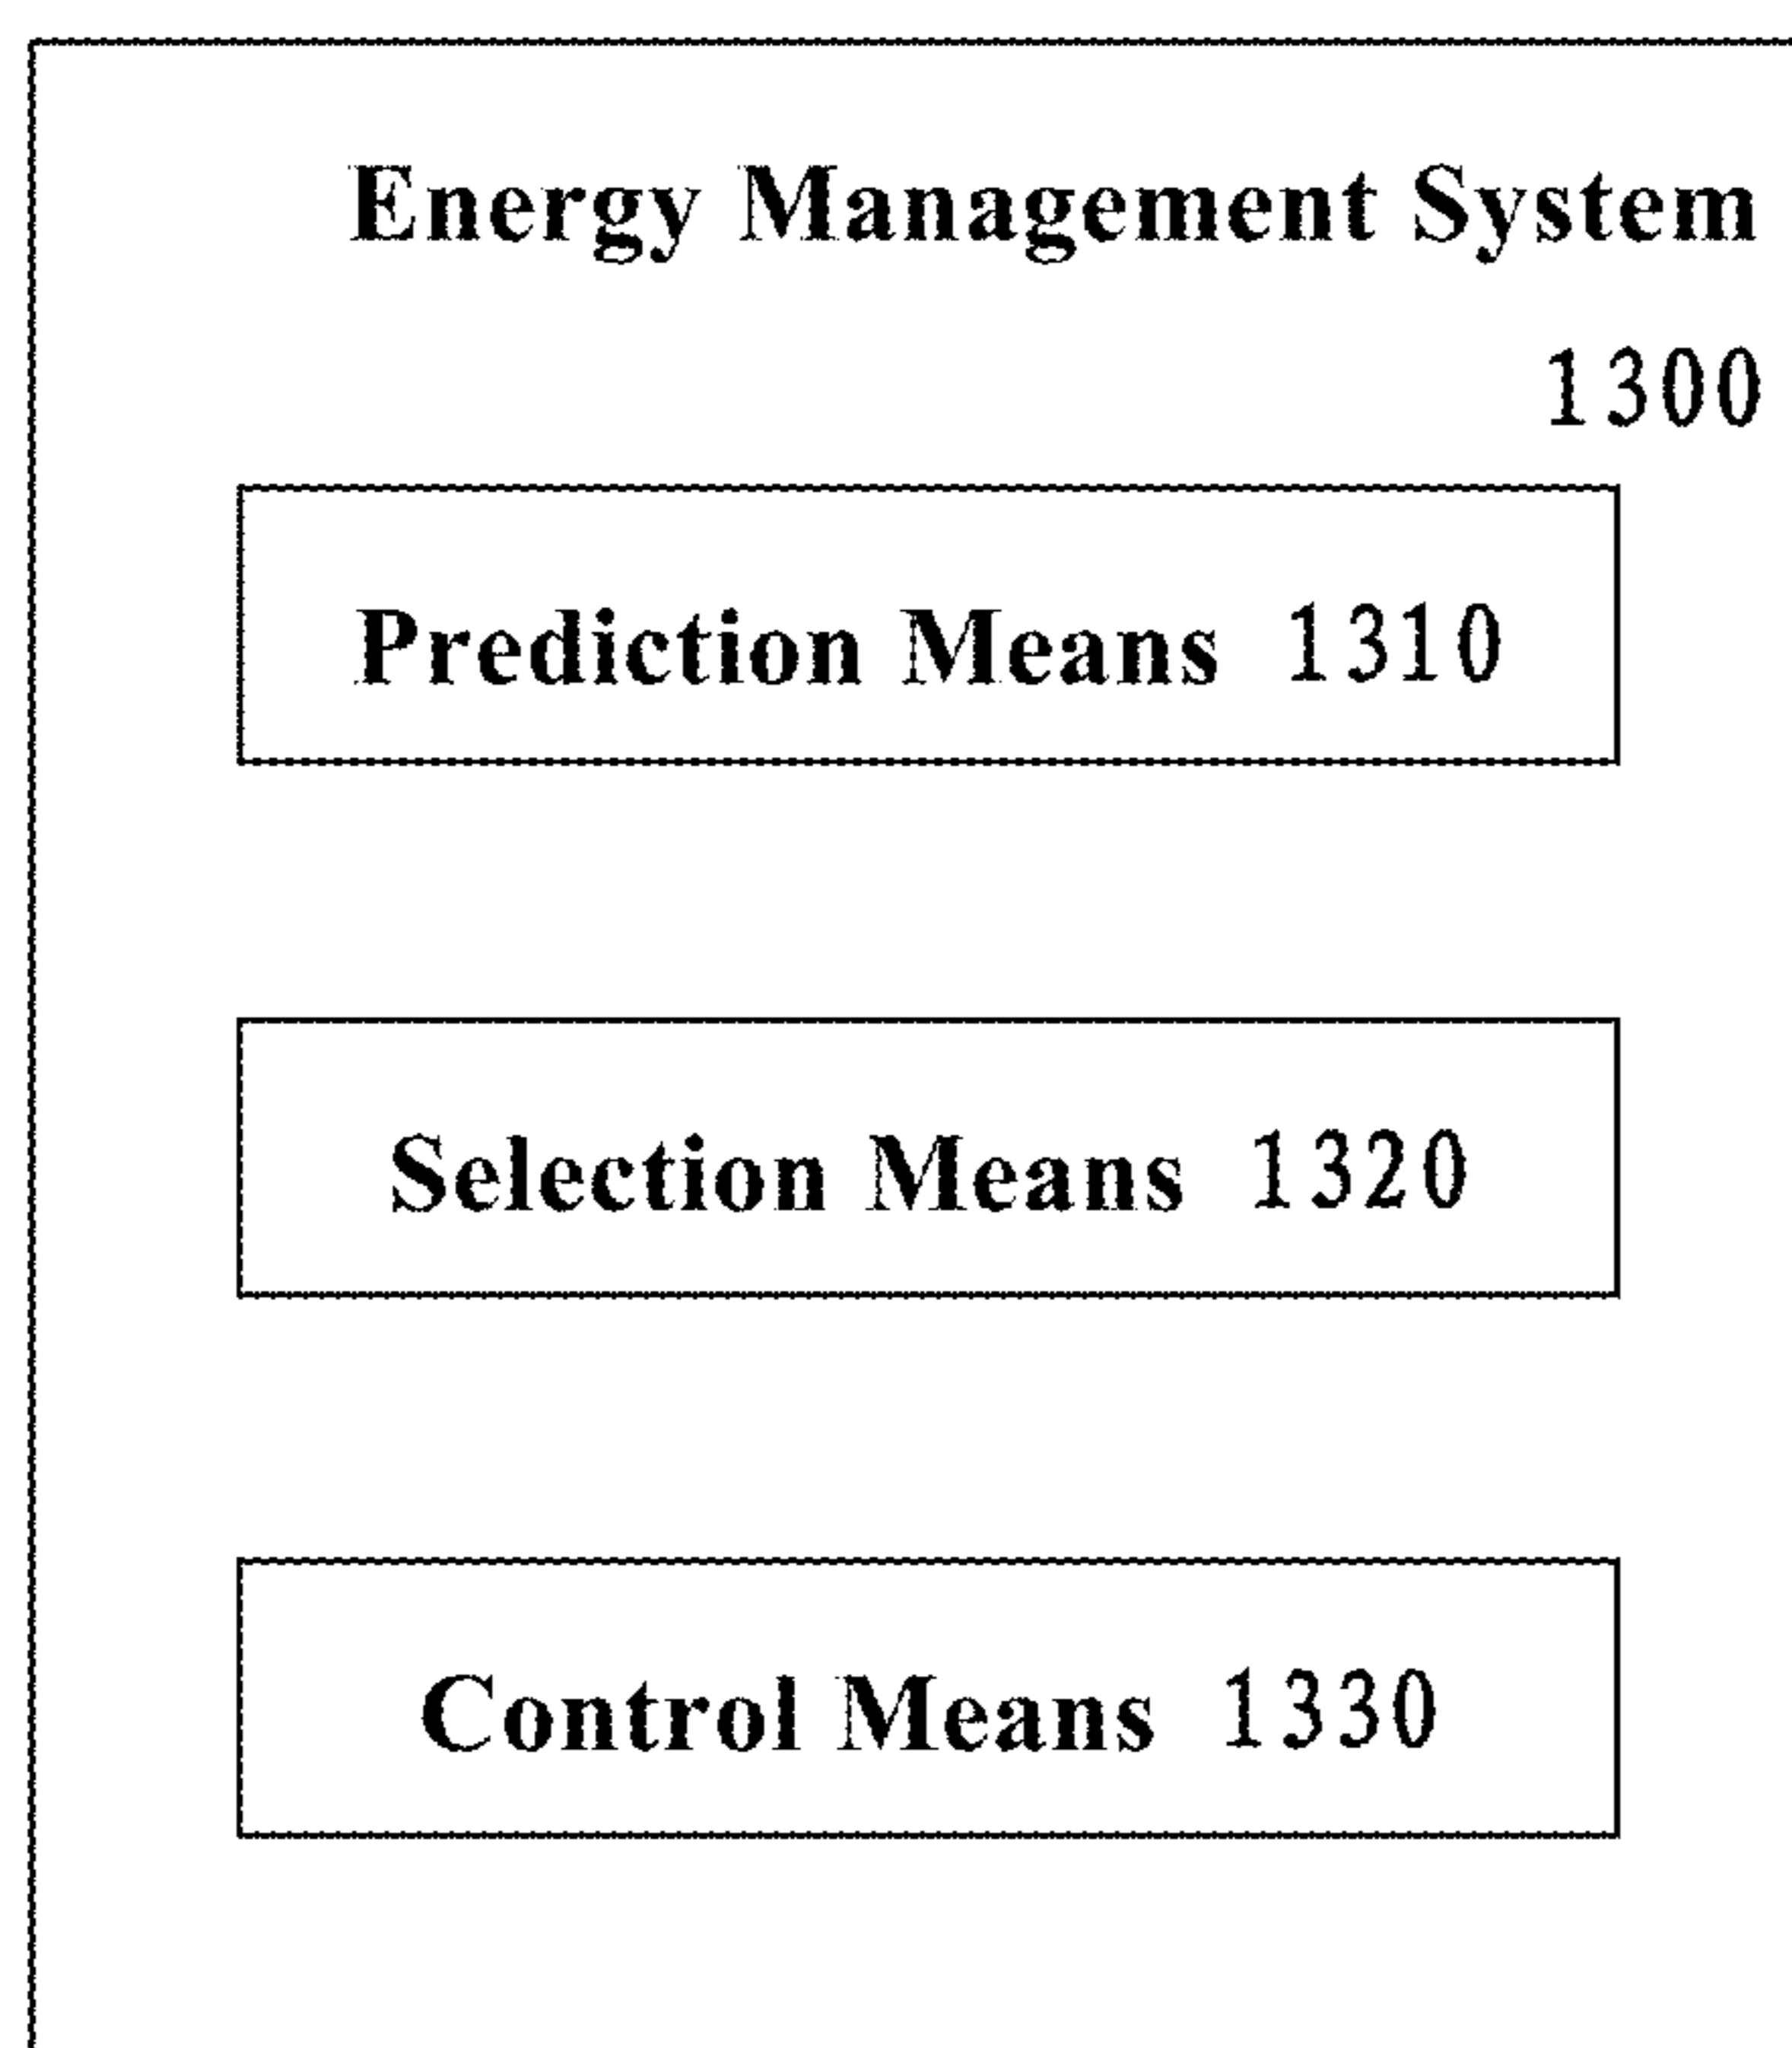 Energy Management System
1300
Prediction Means 1310
Selection Means 1320
Control Means 1330